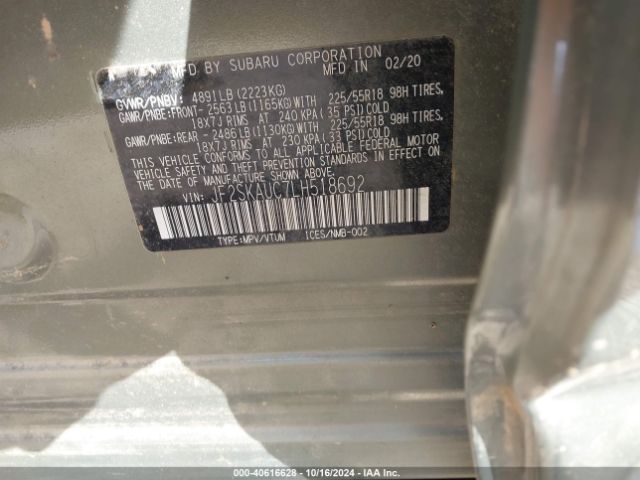 MFD BY SUBARU CORPORATION
MFD IN 02/20
GVWR/PNBV: 4891LB (2223KG)
GAWR/PNBE:FRONT- 2563LB(1165KG)WITH 225/55R18 98H TIRES,
18X7J RIMS AT 240 KPA(35 PSI)COLD
GAWR/PNBE:REAR - 2486LB(1130KG)WITH 225/55R18 98H TIRES,
18X7J RIMS AT 230 KPA(33 PSI)COLD
THIS VEHICLE CONFORMS TO ALL APPLICABLE FEDERAL MOTOR
VEHICLE SAFETY, BUMPER, AND THEFT PREVENTION STANDARDS
IN EFFECT ON THE DATE OF MANUFACTURE SHOWN ABOVE.
VIN: JF2SKAUC7LH518692
TYPE:MPV/VTUM ICES/NMB-002
000-40616628 - 10/16/2024 - IAA Inc.